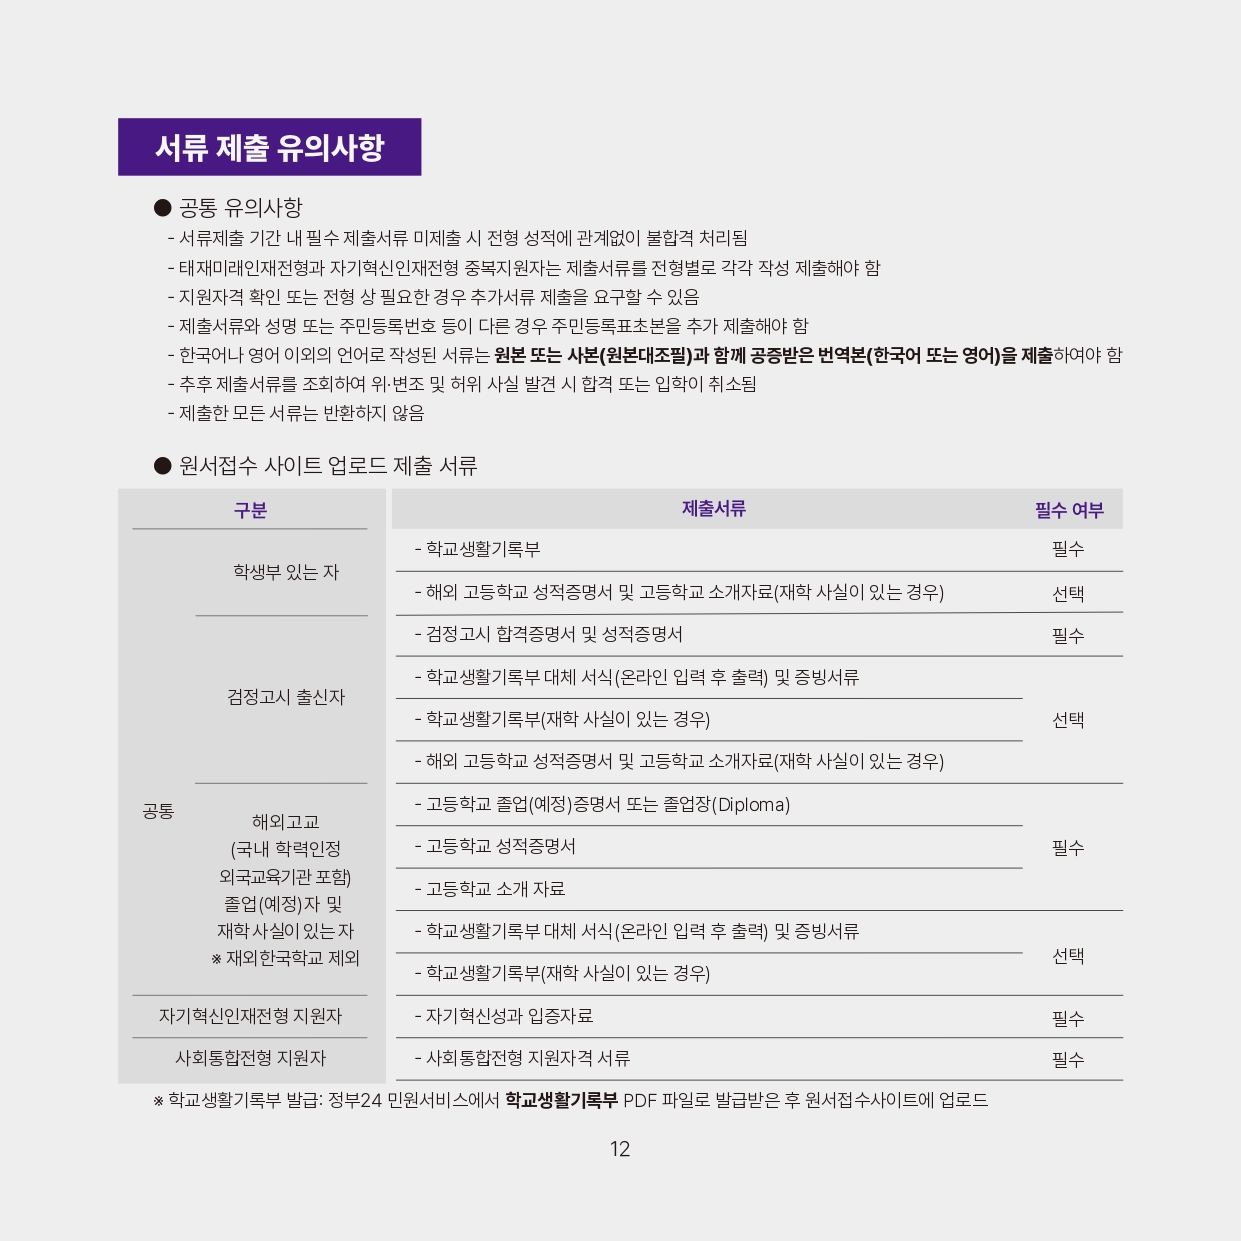 서류 제출 유의사항
● 공통 유의사항
- 서류제출 기간 내 필수 제출서류 미제출 시 전형 성적에 관계없이 불합격 처리됨
- 태재미래인재전형과 자기혁신인재전형 중복지원자는 제출서류를 전형별로 각각 작성 제출해야 함
- 지원자격 확인 또는 전형 상 필요한 경우 추가서류 제출을 요구할 수 있음
- 제출서류와 성명 또는 주민등록번호 등이 다른 경우 주민등록표초본을 추가 제출해야 함
- 한국어나 영어 이외의 언어로 작성된 서류는 원본 또는 사본(원본대조필)과 함께 공증받은 번역본(한국어 또는 영어)을 제출하여야 함
- 추후 제출서류를 조회하여 위·변조 및 허위 사실 발견 시 합격 또는 입학이 취소됨
- 제출한 모든 서류는 반환하지 않음
● 원서접수 사이트 업로드 제출 서류
구분 제출서류 필수 여부
공통
학생부 있는 자
- 학교생활기록부 필수
- 해외 고등학교 성적증명서 및 고등학교 소개자료(재학 사실이 있는 경우) 선택
검정고시 출신자
- 검정고시 합격증명서 및 성적증명서 필수
- 학교생활기록부 대체 서식(온라인 입력 후 출력) 및 증빙서류
- 학교생활기록부(재학 사실이 있는 경우) 선택
- 해외 고등학교 성적증명서 및 고등학교 소개자료(재학 사실이 있는 경우)
해외고교
(국내 학력인정
외국교육기관 포함)
졸업(예정)자 및
재학 사실이 있는 자
※ 재외한국학교 제외
- 고등학교 졸업(예정)증명서 또는 졸업장(Diploma)
- 고등학교 성적증명서 필수
- 고등학교 소개 자료
- 학교생활기록부 대체 서식(온라인 입력 후 출력) 및 증빙서류
선택
- 학교생활기록부(재학 사실이 있는 경우)
자기혁신인재전형 지원자 - 자기혁신성과 입증자료 필수
사회통합전형 지원자 - 사회통합전형 지원자격 서류 필수
※ 학교생활기록부 발급: 정부24 민원서비스에서 학교생활기록부 PDF 파일로 발급받은 후 원서접수사이트에 업로드
12